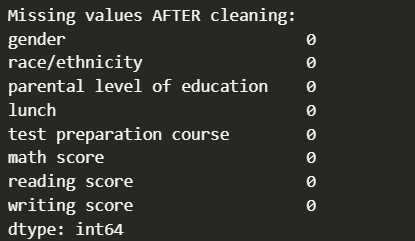 Missing values AFTER cleaning:
gender 0
race/ethnicity 0
parental level of education 0
lunch 0
test preparation course 0
math score 0
reading score 0
writing score 0
dtype: int64